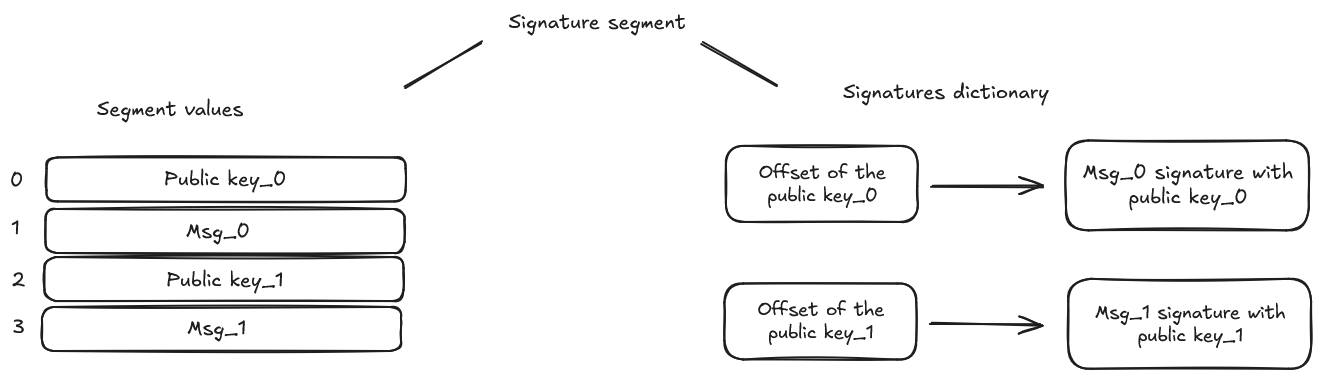 Signature segment
Segment values
0
Public key_0
1
Msg_0
2
Public key_1
3
Msg_1
Signatures dictionary
Offset of the
public key_0
Msg_0 signature with
public key_0
Offset of the
public key_1
Msg_1 signature with
public key_1